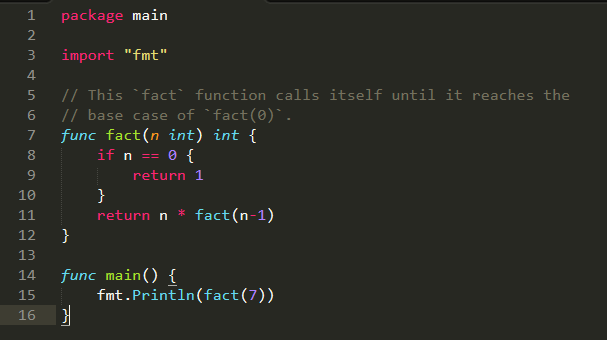 1 package main
2
3 import "fmt"
4
5 // This `fact` function calls itself until it reaches the
6 // base case of `fact(0)`.
7 func fact(n int) int {
8     if n == 0 {
9         return 1
10     }
11     return n * fact(n-1)
12 }
13
14 func main() {
15     fmt.Println(fact(7))
16 }